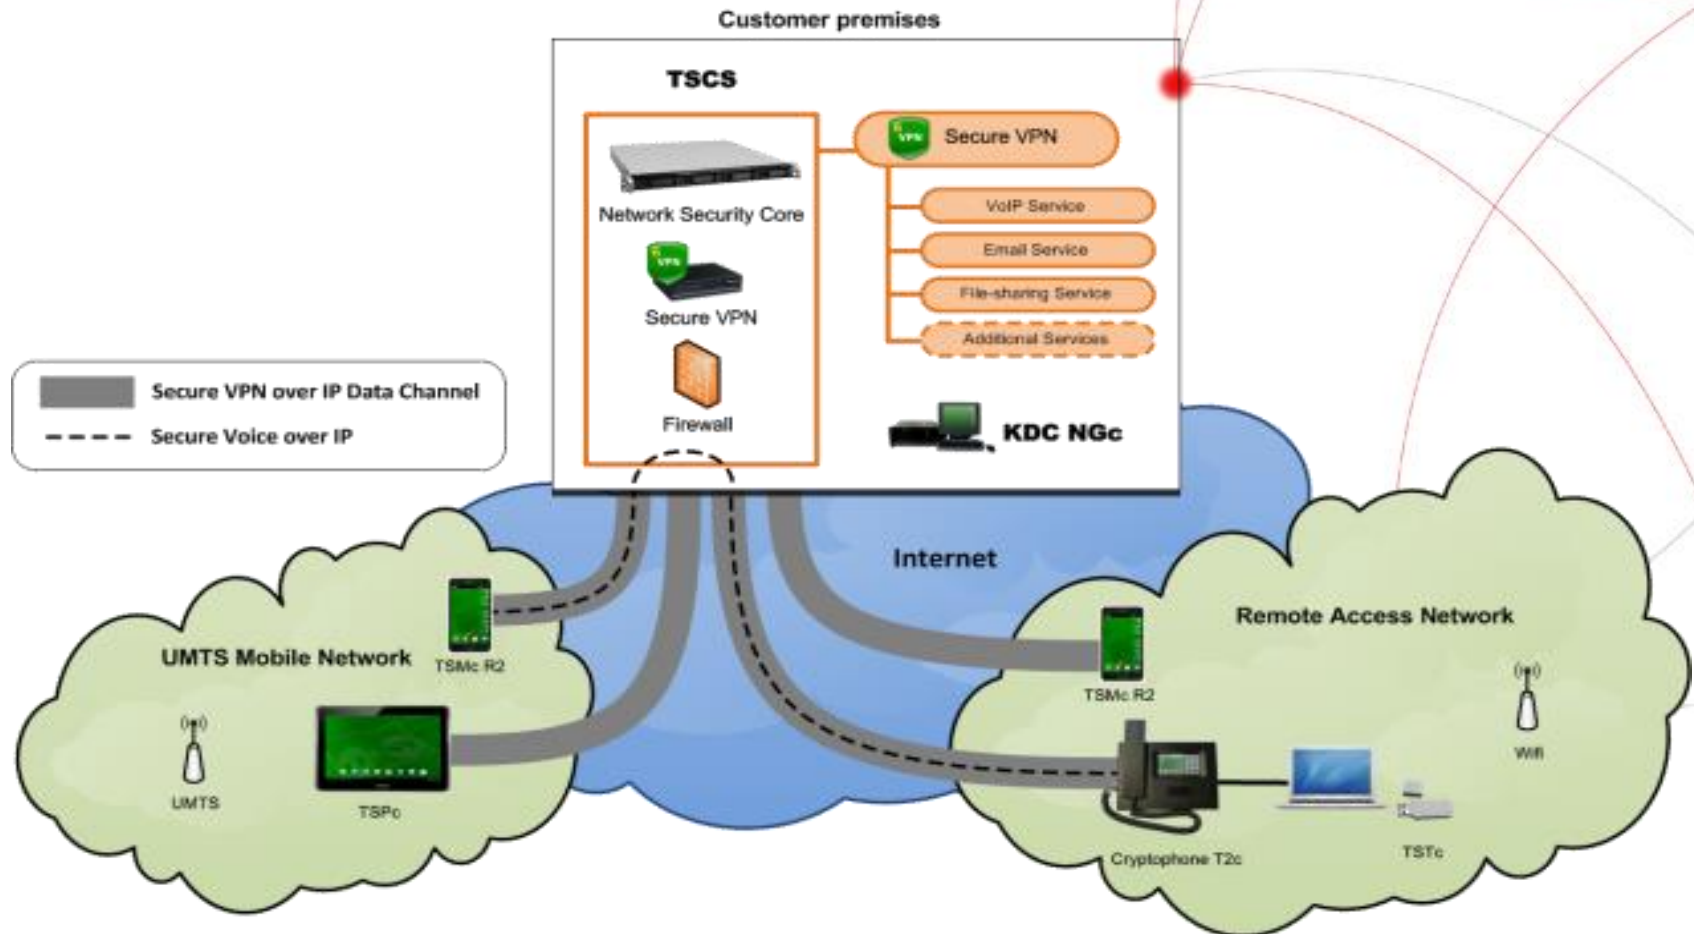 Customer premises
TSCS
VPN
Secure VPN
Network Security Core
VoIP Service
Email Service
VPN
File-sharing Service
Secure VPN
Additional Services
Firewall
KDC NGc
Secure VPN over IP Data Channel
Secure Voice over IP
Internet
UMTS Mobile Network
TSMc R2
UMTS
TSPc
Remote Access Network
TSMc R2
Wifi
Cryptophone T2c
TSTc